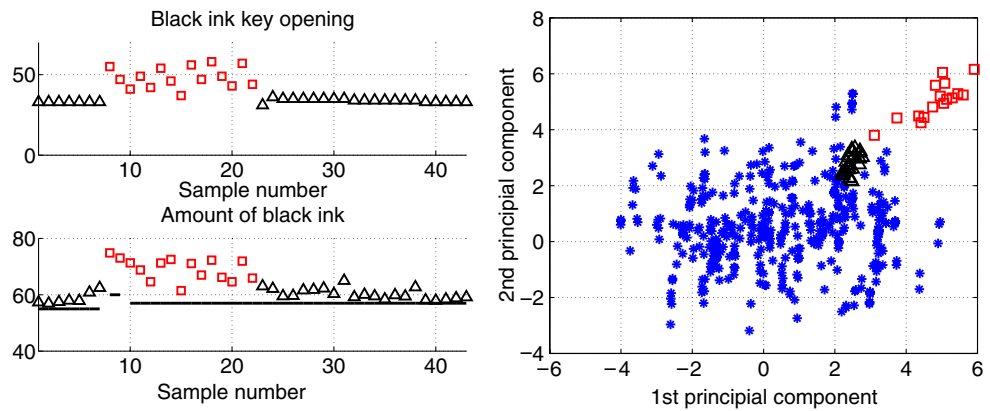 Black ink key opening
50
0
10 20 30 40
Sample number
Amount of black ink
80
60
40
10 20 30 40
Sample number
8
6
4
2
0
−2
−4
2nd principial component
−6 −4 −2 0 2 4 6
1st principial component